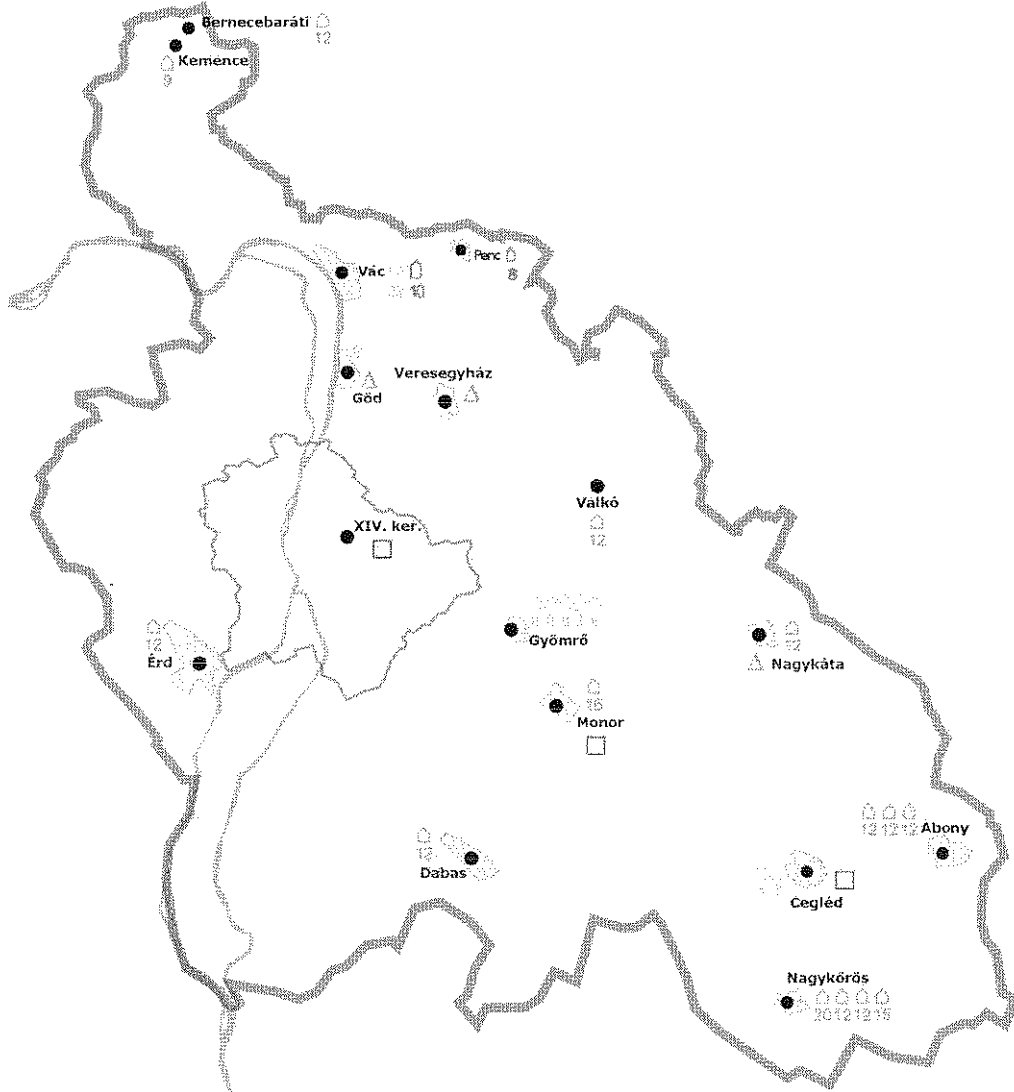 Bernecebaráti
12
Kemence
9
Vác
10
Penc
8
Göd
Veresegyház
Valkó
12
XIV. ker.
Érd
12
Gyömrő
Nagykáta
12
Monor
Dabas
12
Abony
12 12 12
Cegléd
Nagykőrös
20 12 12 15